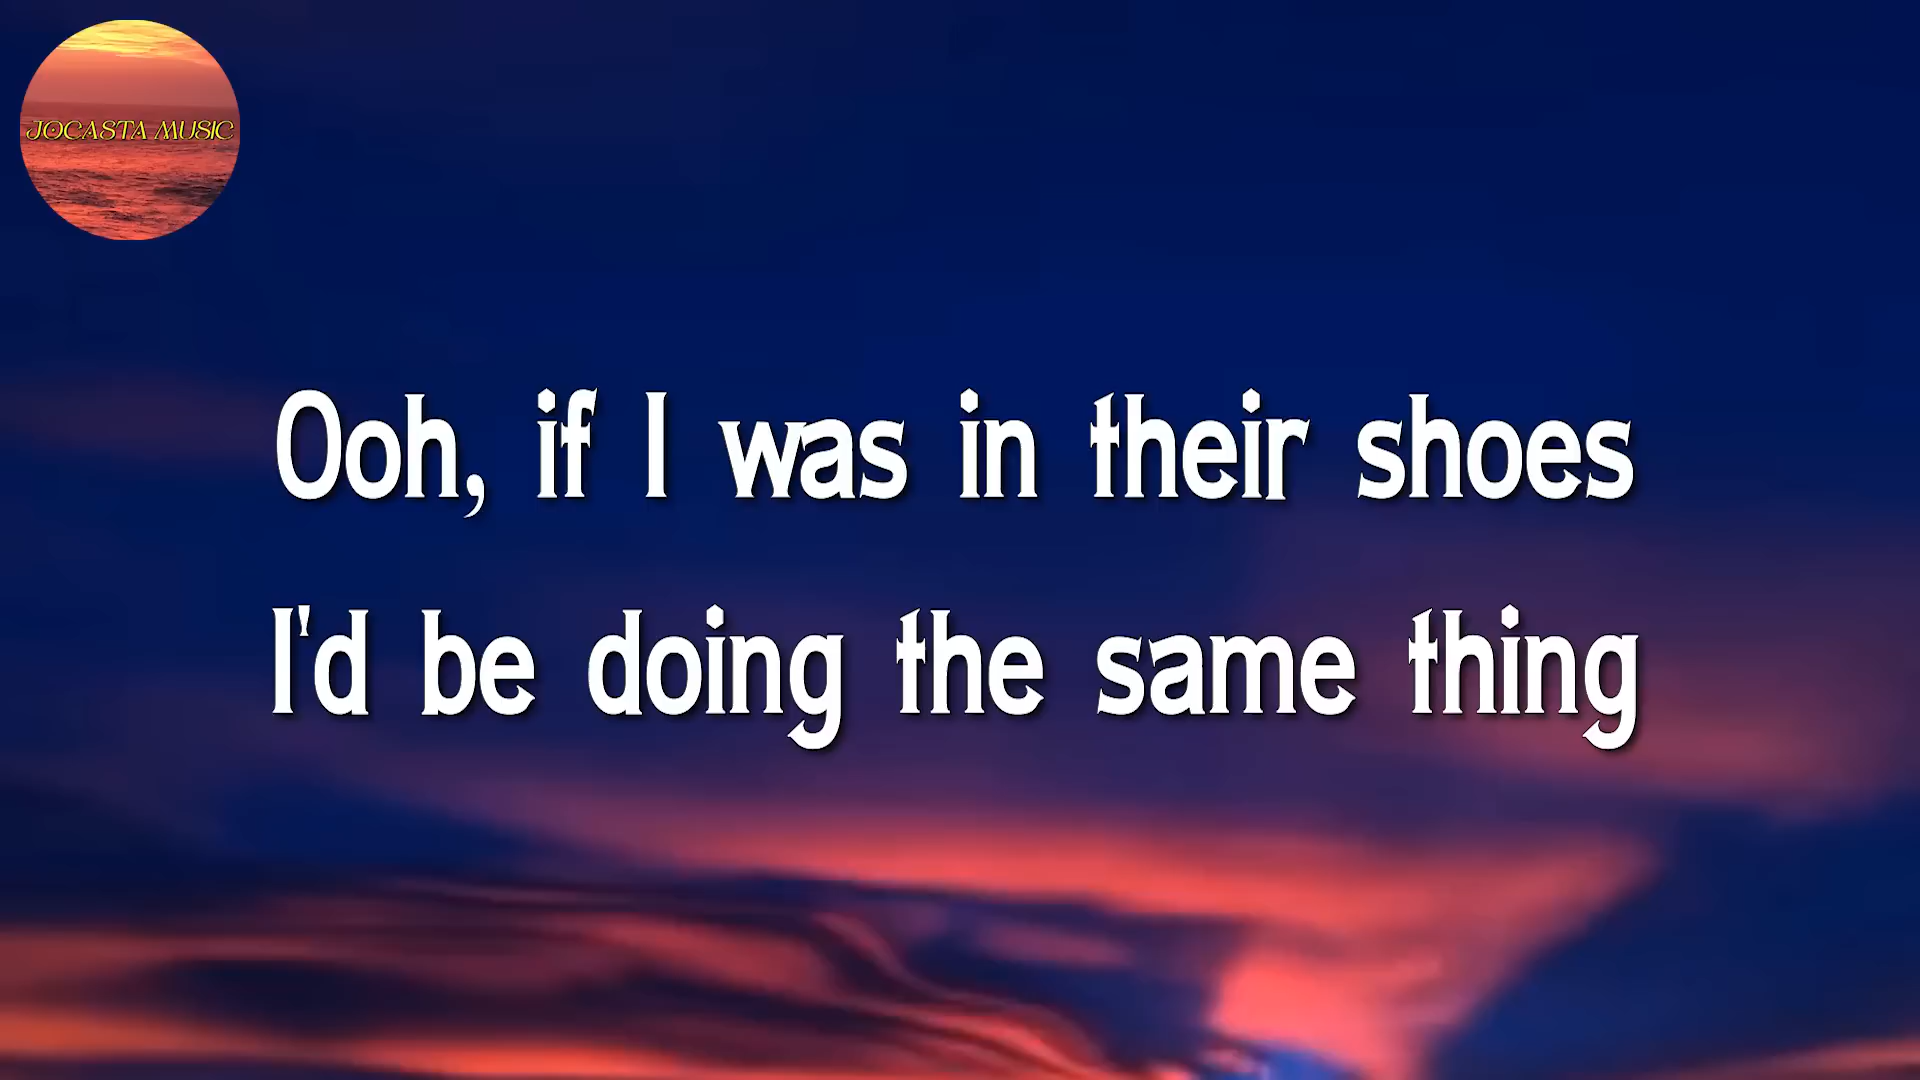 JOCASTA MUSIC
Ooh, if I was in their shoes
I'd be doing the same thing